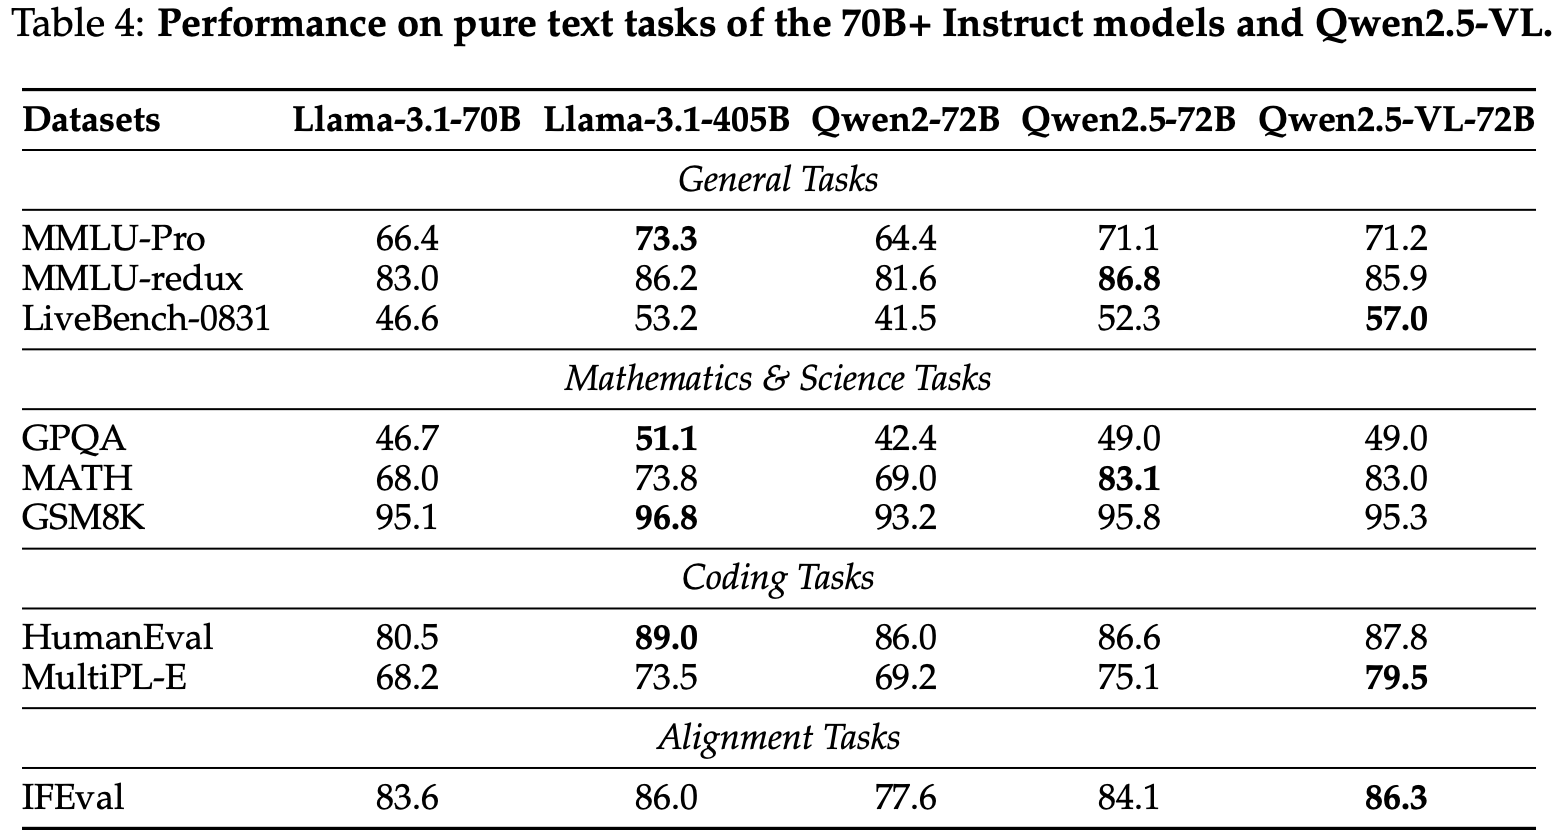 Table 4: Performance on pure text tasks of the 70B+ Instruct models and Qwen2.5-VL.
Datasets Llama-3.1-70B Llama-3.1-405B Qwen2-72B Qwen2.5-72B Qwen2.5-VL-72B
General Tasks
MMLU-Pro 66.4 73.3 64.4 71.1 71.2
MMLU-redux 83.0 86.2 81.6 86.8 85.9
LiveBench-0831 46.6 53.2 41.5 52.3 57.0
Mathematics & Science Tasks
GPQA 46.7 51.1 42.4 49.0 49.0
MATH 68.0 73.8 69.0 83.1 83.0
GSM8K 95.1 96.8 93.2 95.8 95.3
Coding Tasks
HumanEval 80.5 89.0 86.0 86.6 87.8
MultiPL-E 68.2 73.5 69.2 75.1 79.5
Alignment Tasks
IFEval 83.6 86.0 77.6 84.1 86.3